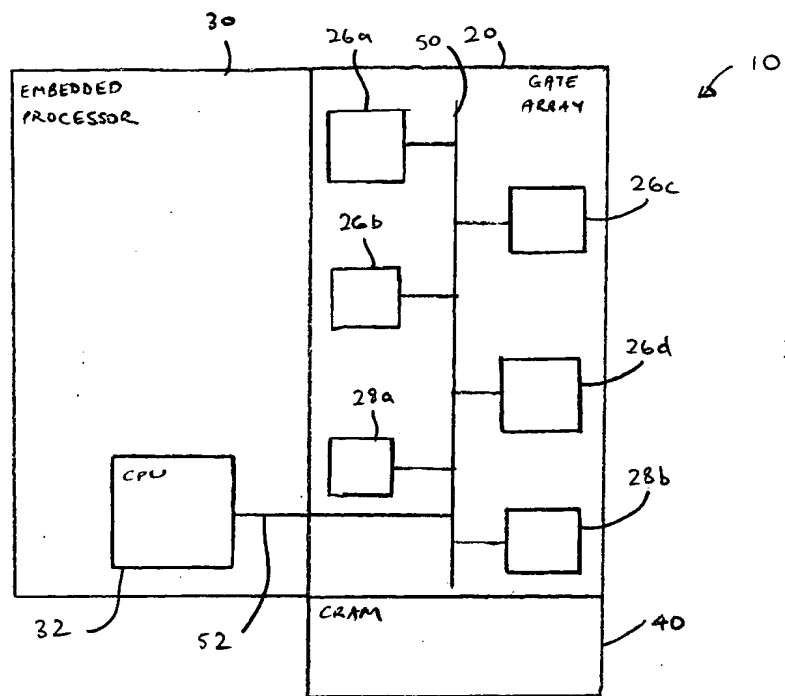 30
26a
50
20
10
EMBEDDED
PROCESSOR
GATE
ARRAY
26c
26b
26d
28a
28b
CPU
32
52
CRAM
40